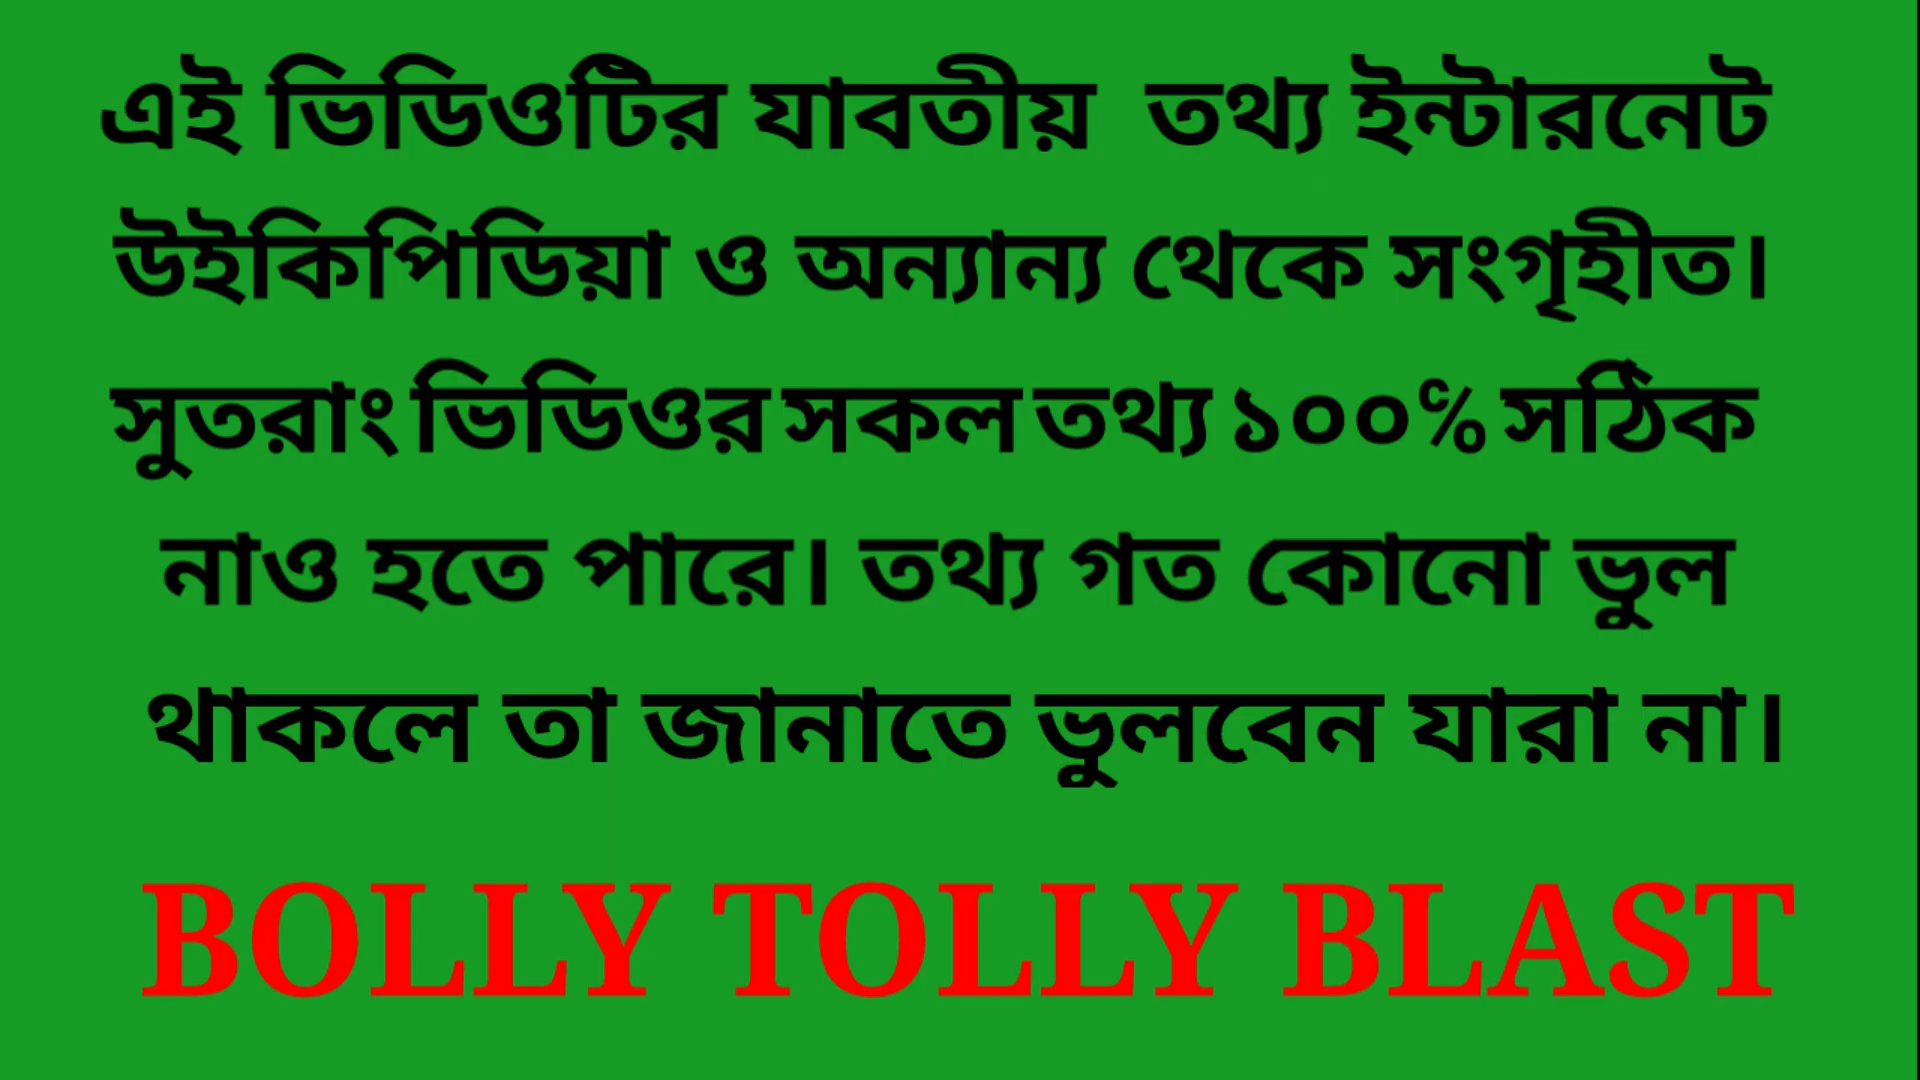 এই ভিডিওটির যাবতীয় তথ্য ইন্টারনেট
উইকিপিডিয়া ও অন্যান্য থেকে সংগৃহীত।
সুতরাং ভিডিওর সকল তথ্য ১০০℅ সঠিক
নাও হতে পারে। তথ্য গত কোনো ভুল
থাকলে তা জানাতে ভুলবেন যারা না।
BOLLY TOLLY BLAST